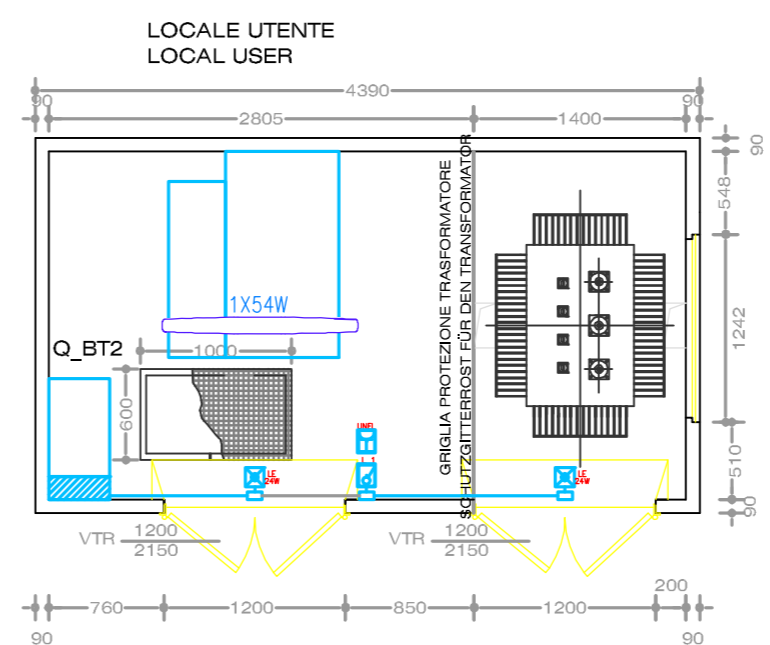 LOCALE UTENTE
LOCAL USER
4390
90
90
2805
1400
90
548
1242
510
90
GRIGLIA PROTEZIONE TRASFORMATORE
SCHUTZGITTERROST FÜR DEN TRANSFORMATOR
1X54W
Q_BT2
1000
600
UNEL
LE
24W
LE
24W
VTR
1200
2150
VTR
1200
2150
760
1200
850
1200
200
90
90